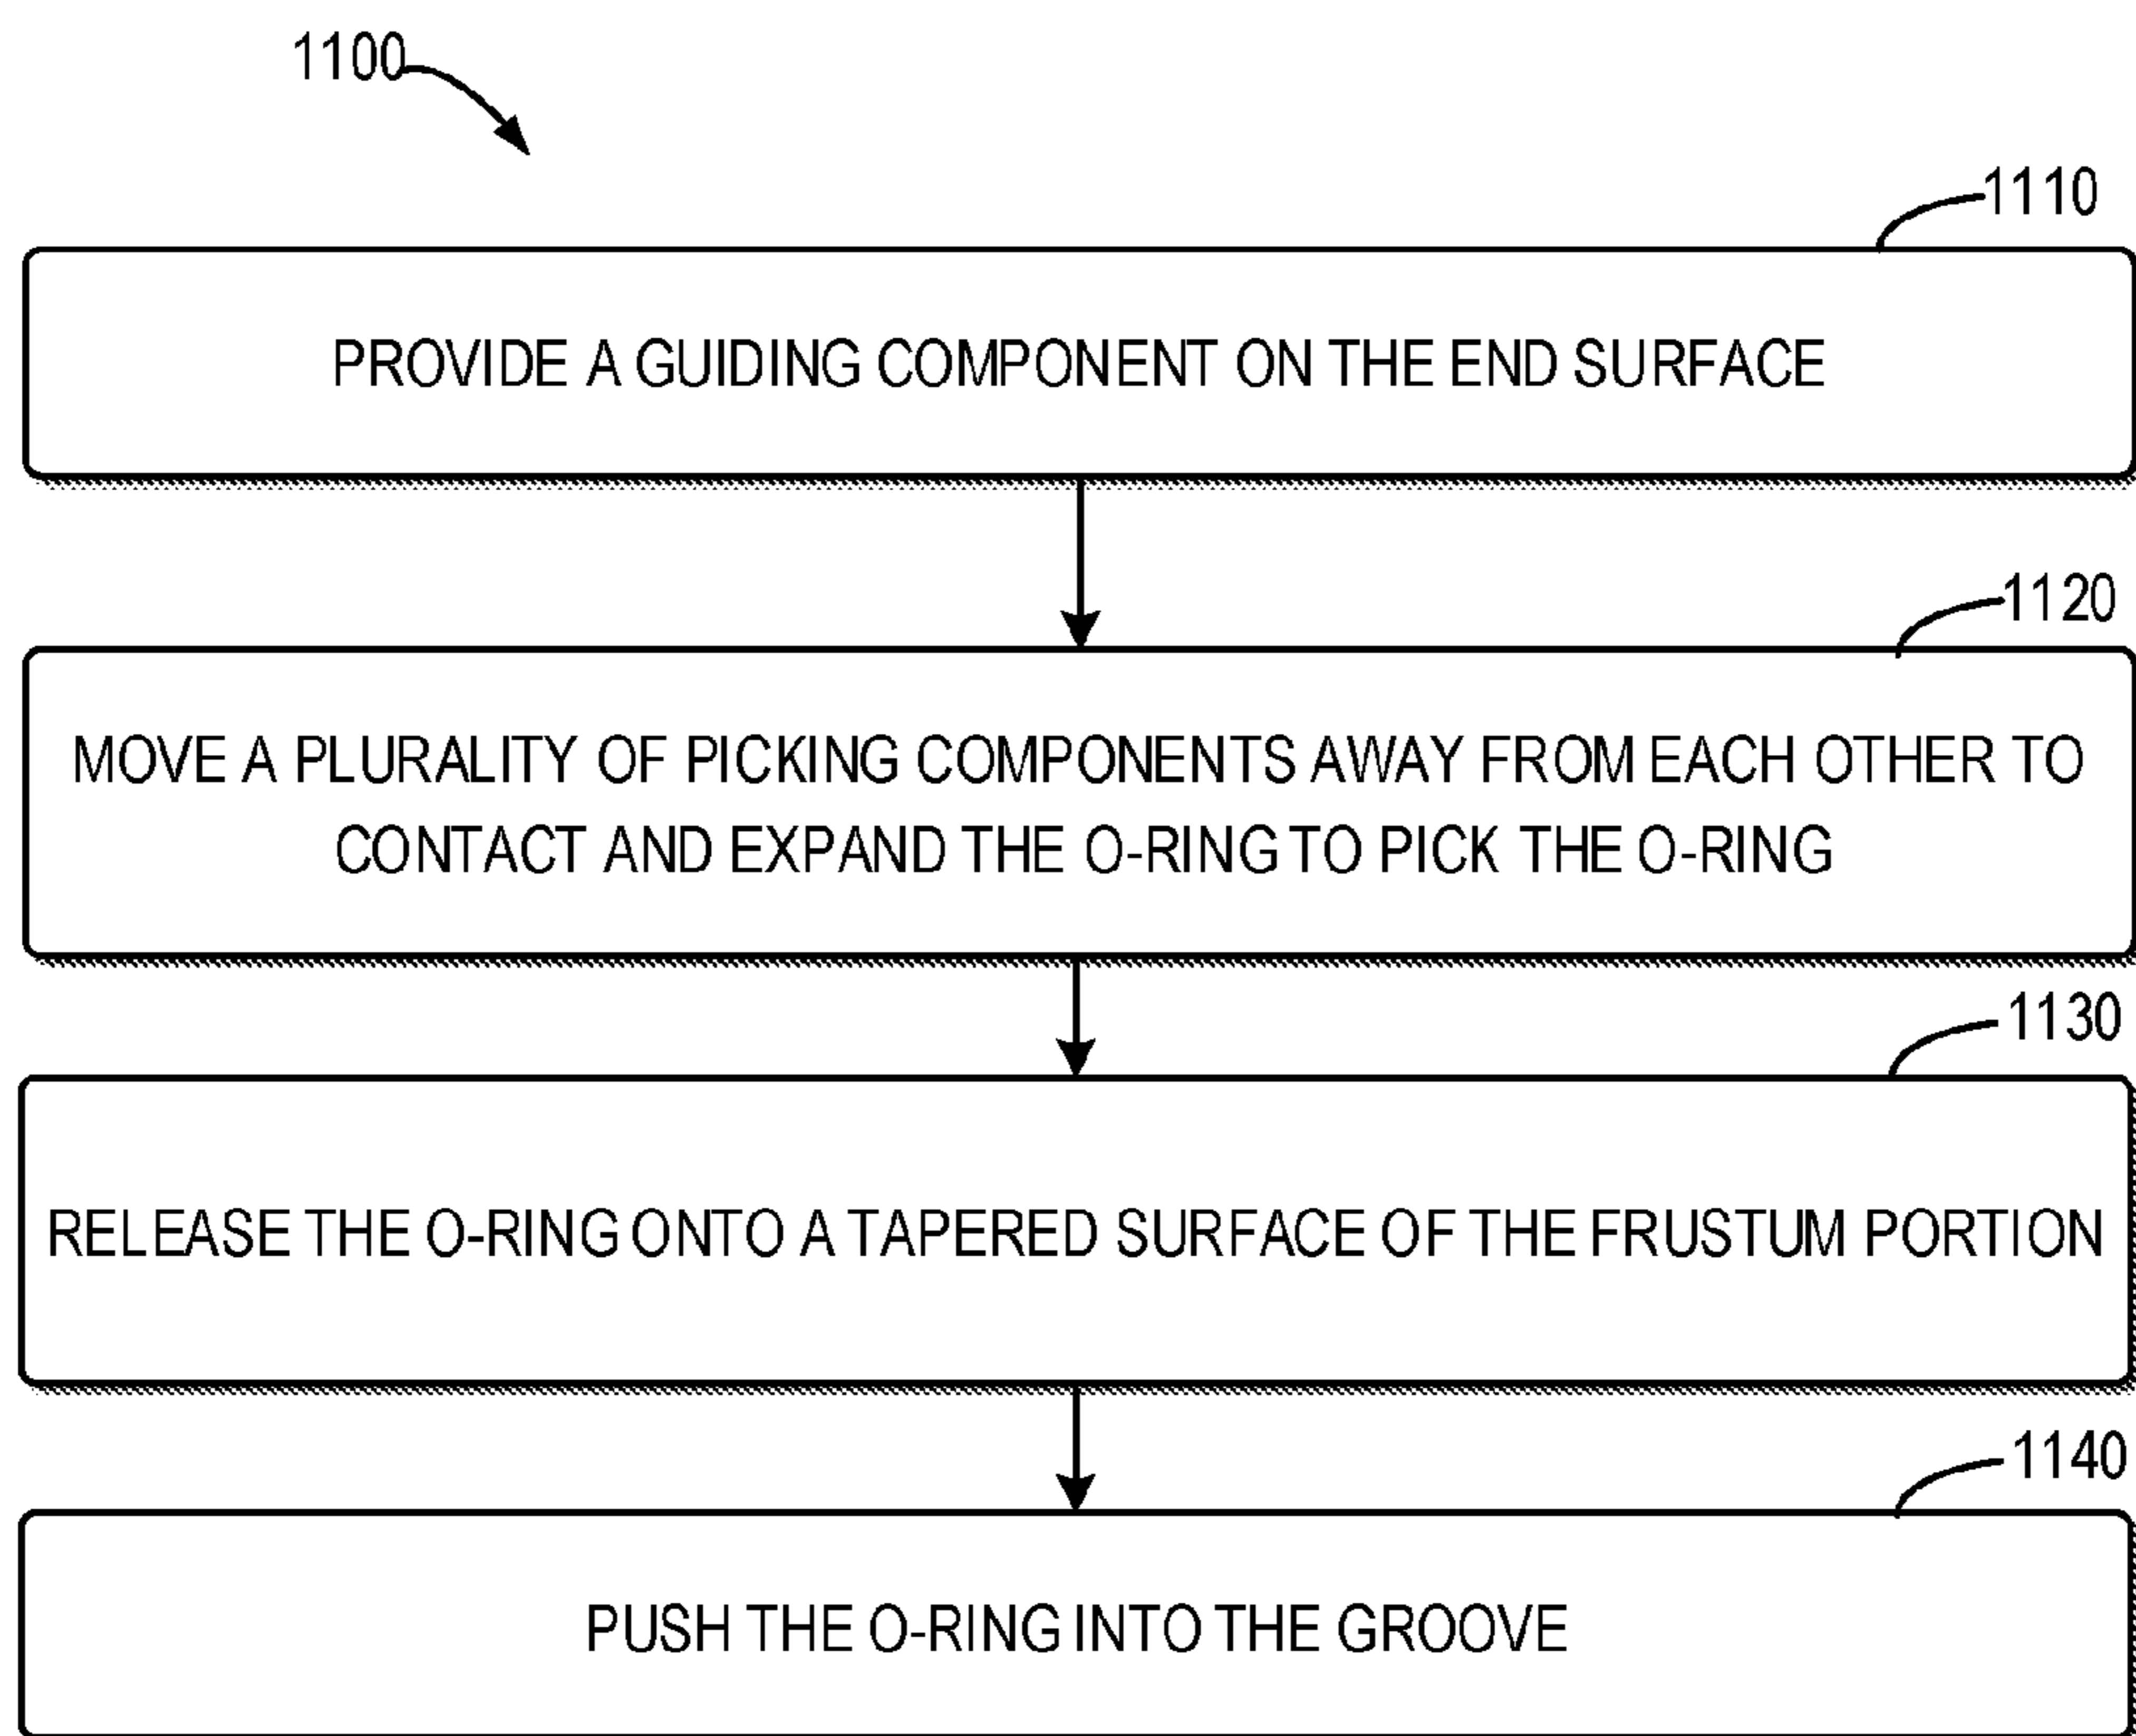 1100
1110
PROVIDE A GUIDING COMPONENT ON THE END SURFACE
1120
MOVE A PLURALITY OF PICKING COMPONENTS AWAY FROM EACH OTHER TO
CONTACT AND EXPAND THE O-RING TO PICK THE O-RING
1130
RELEASE THE O-RING ONTO A TAPERED SURFACE OF THE FRUSTUM PORTION
1140
PUSH THE O-RING INTO THE GROOVE